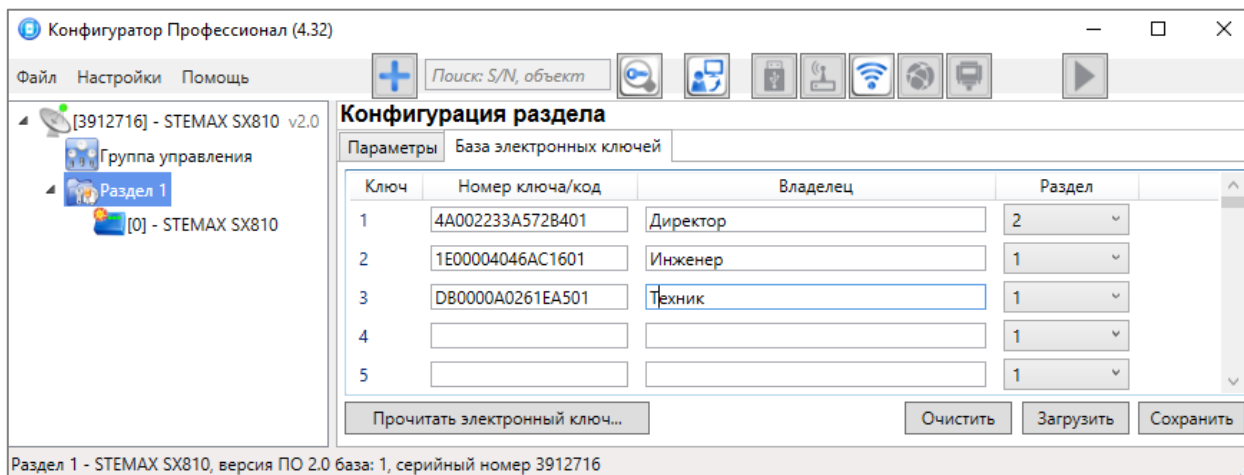 Конфигуратор Профессионал (4.32)
Файл Настройки Помощь Поиск: S/N, объект
[3912716] - STEMAX SX810 v2.0
Группа управления
Раздел 1
[0] - STEMAX SX810
Конфигурация раздела
Параметры База электронных ключей
Ключ Номер ключа/код Владелец Раздел
1 4A002233A572B401 Директор 2
2 1E00004046AC1601 Инженер 1
3 DB0000A0261EA501 Техник 1
4 1
5 1
Прочитать электронный ключ... Очистить Загрузить Сохранить
Раздел 1 - STEMAX SX810, версия ПО 2.0 база: 1, серийный номер 3912716